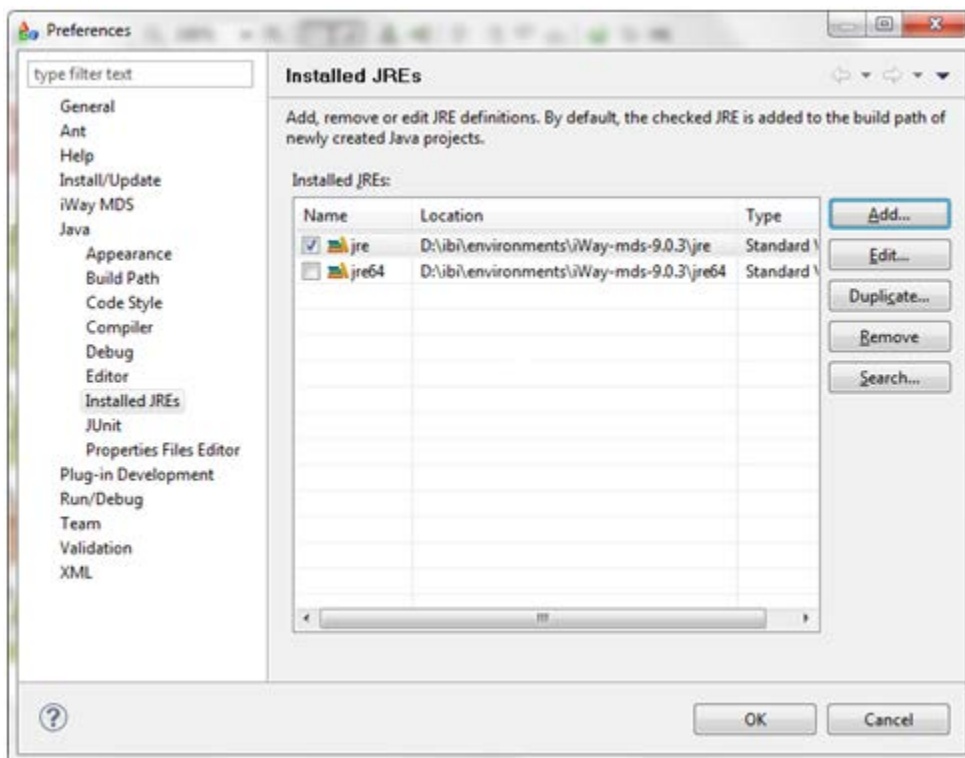 Preferences
type filter text
General
Ant
Help
Install/Update
iWay MDS
Java
Appearance
Build Path
Code Style
Compiler
Debug
Editor
Installed JREs
JUnit
Properties Files Editor
Plug-in Development
Run/Debug
Team
Validation
XML
Installed JREs
Add, remove or edit JRE definitions. By default, the checked JRE is added to the build path of
newly created Java projects.
Installed JREs:
Name Location Type
jre D:\ibi\environments\iWay-mds-9.0.3\jre Standard V
jre64 D:\ibi\environments\iWay-mds-9.0.3\jre64 Standard V
Add...
Edit...
Duplicate...
Remove
Search...
OK Cancel